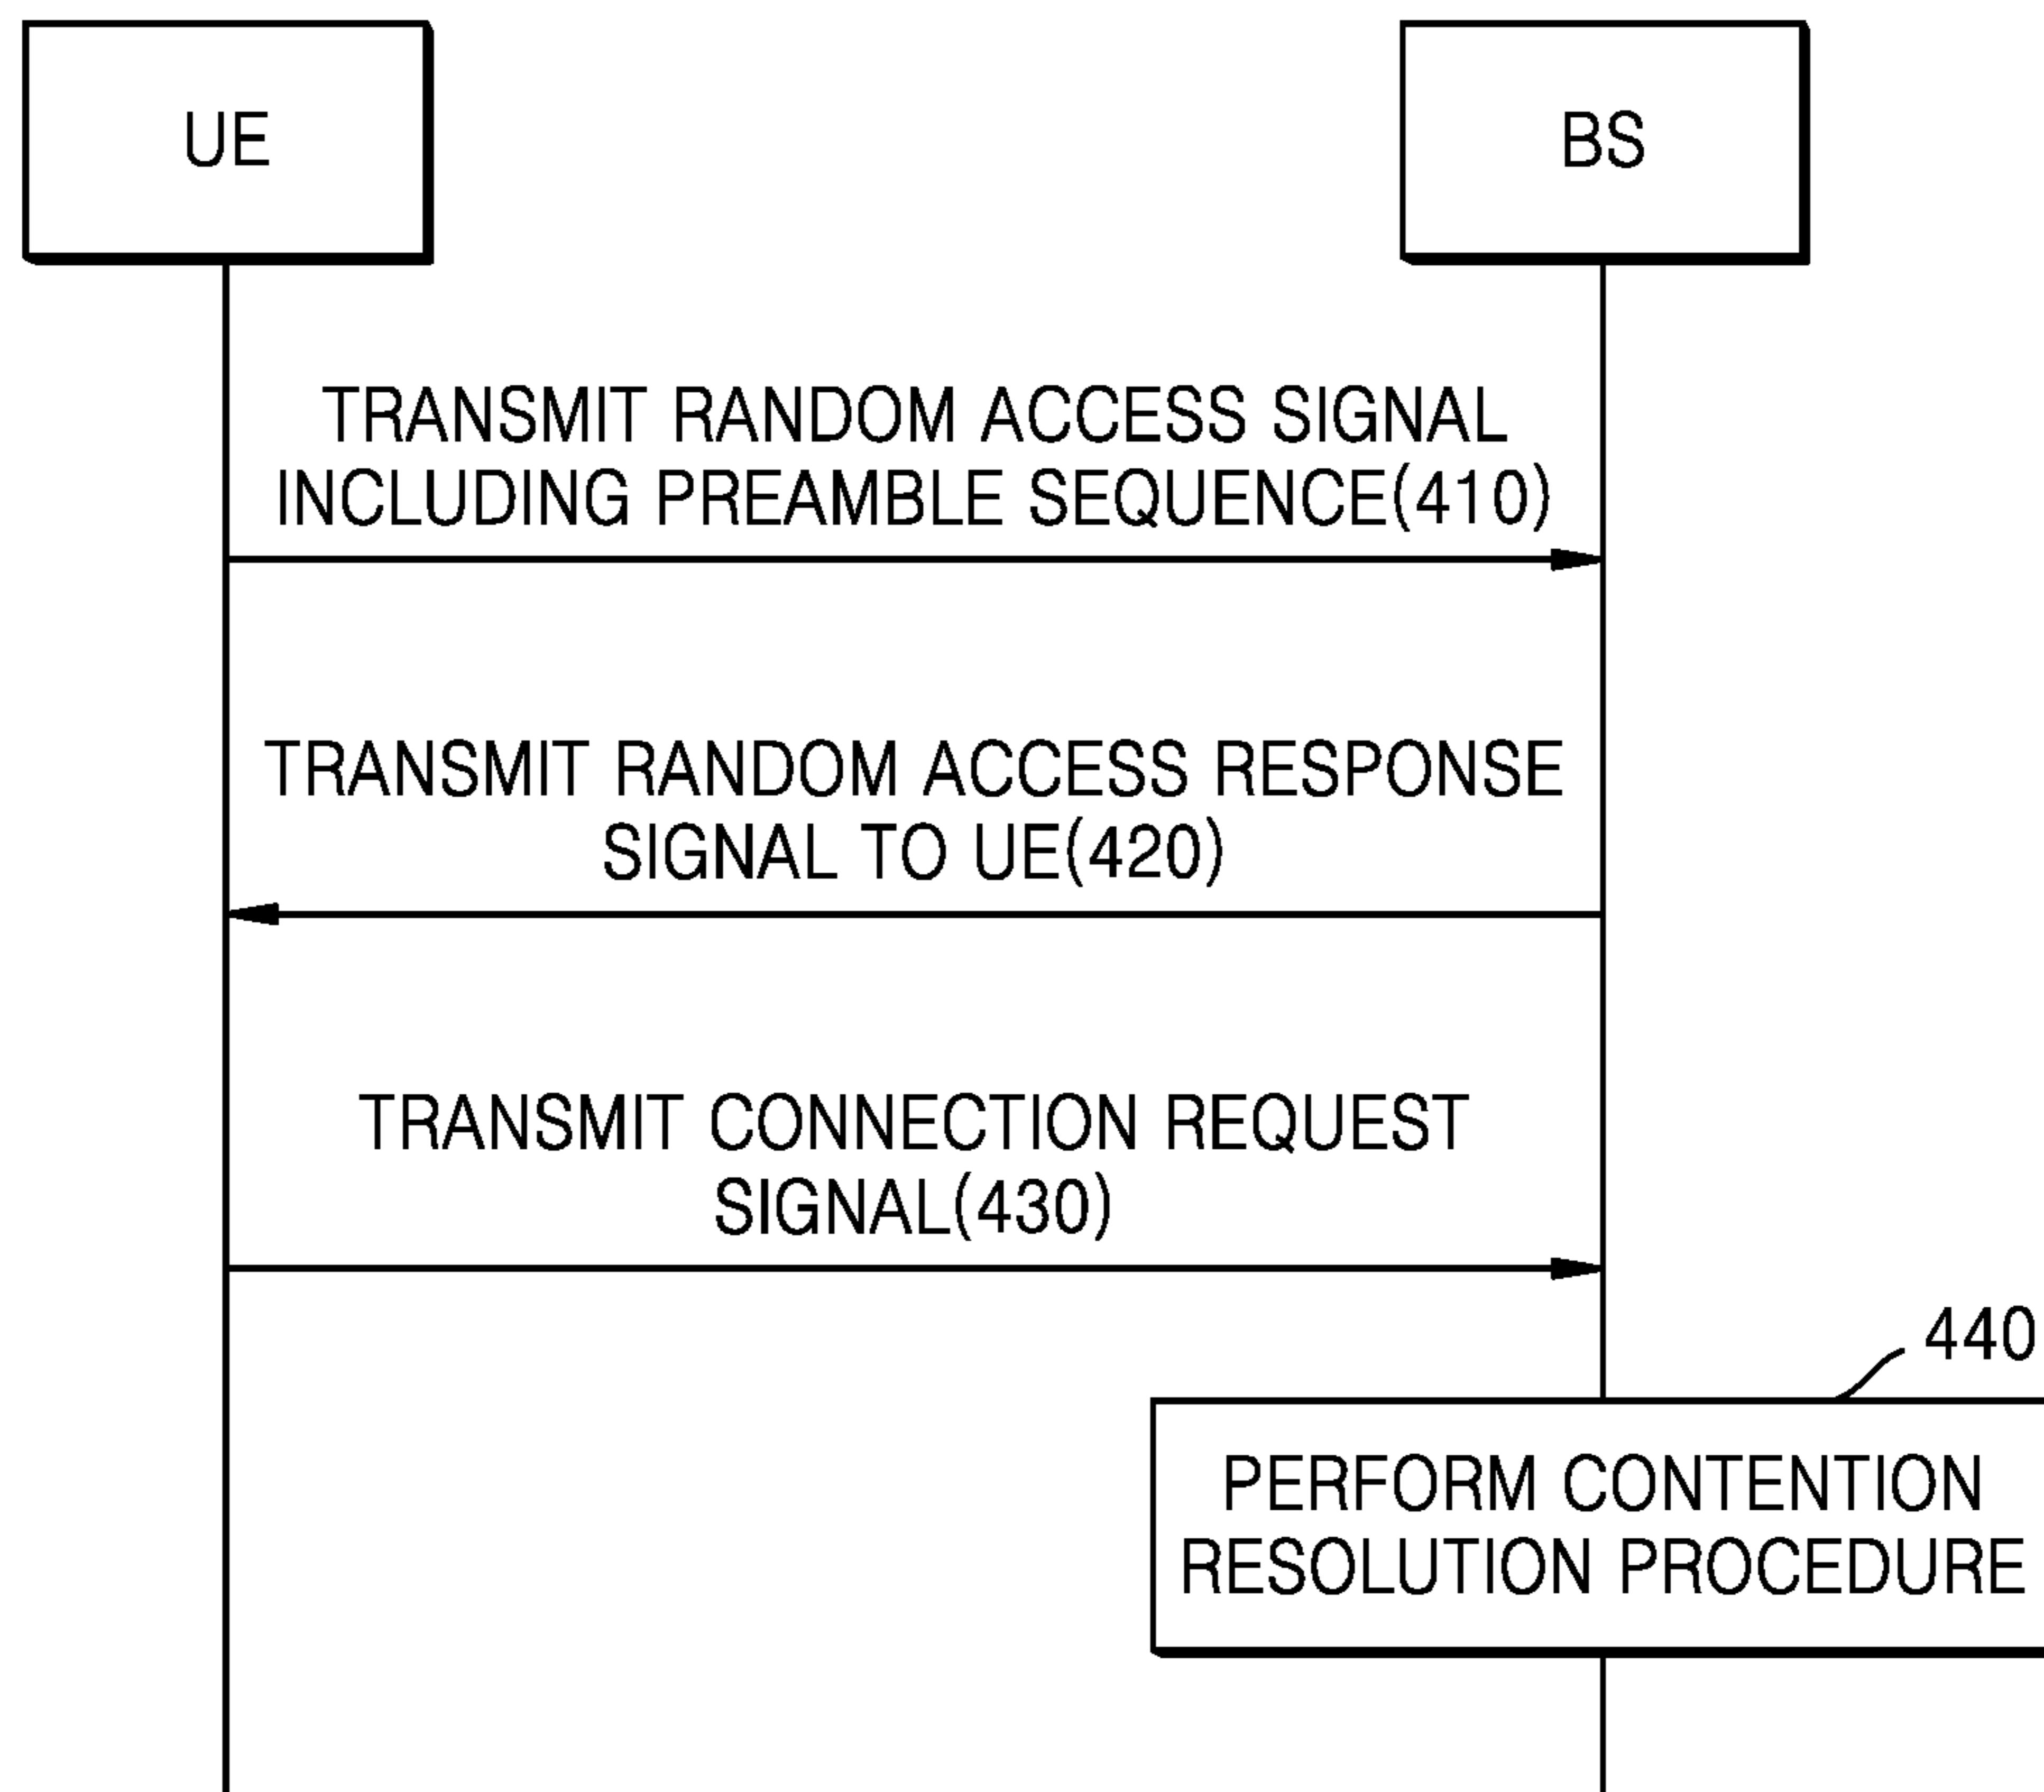 UE
BS
TRANSMIT RANDOM ACCESS SIGNAL
INCLUDING PREAMBLE SEQUENCE(410)
TRANSMIT RANDOM ACCESS RESPONSE
SIGNAL TO UE(420)
TRANSMIT CONNECTION REQUEST
SIGNAL(430)
440
PERFORM CONTENTION
RESOLUTION PROCEDURE